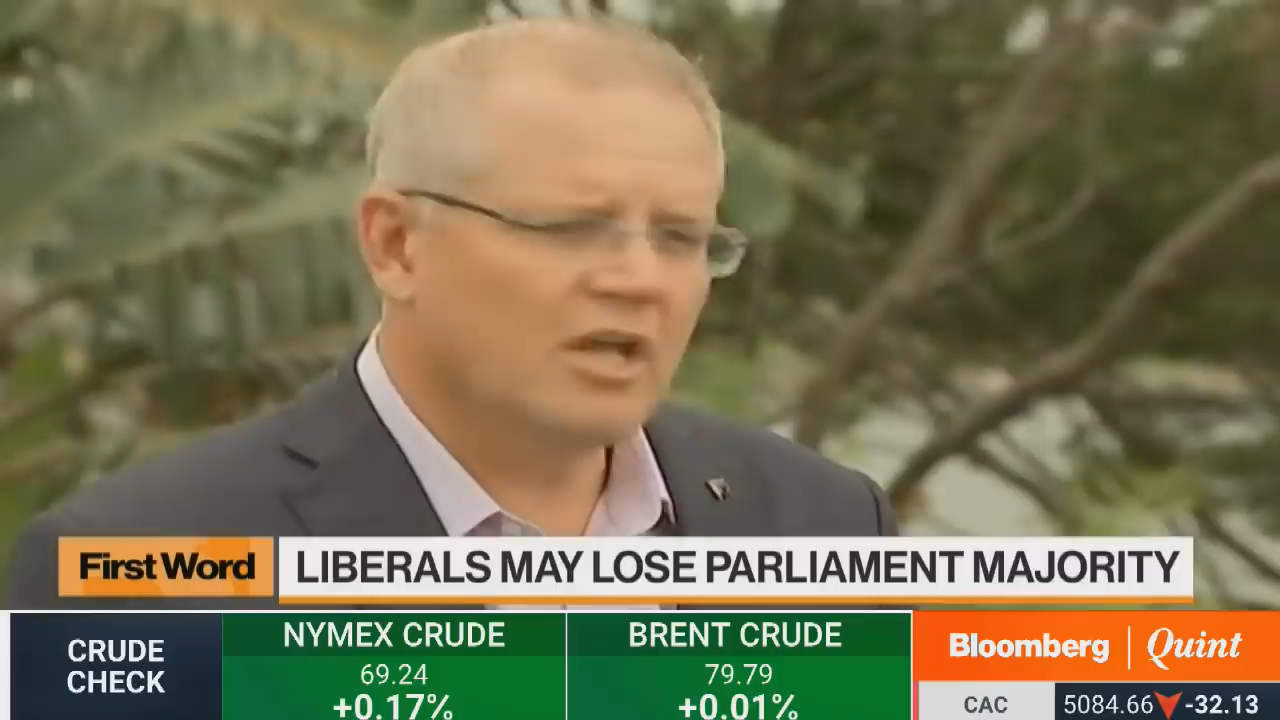 First Word
LIBERALS MAY LOSE PARLIAMENT MAJORITY
CRUDE
CHECK
NYMEX CRUDE
69.24
+0.17%
BRENT CRUDE
79.79
+0.01%
Bloomberg | Quint
CAC 5084.66 -32.13